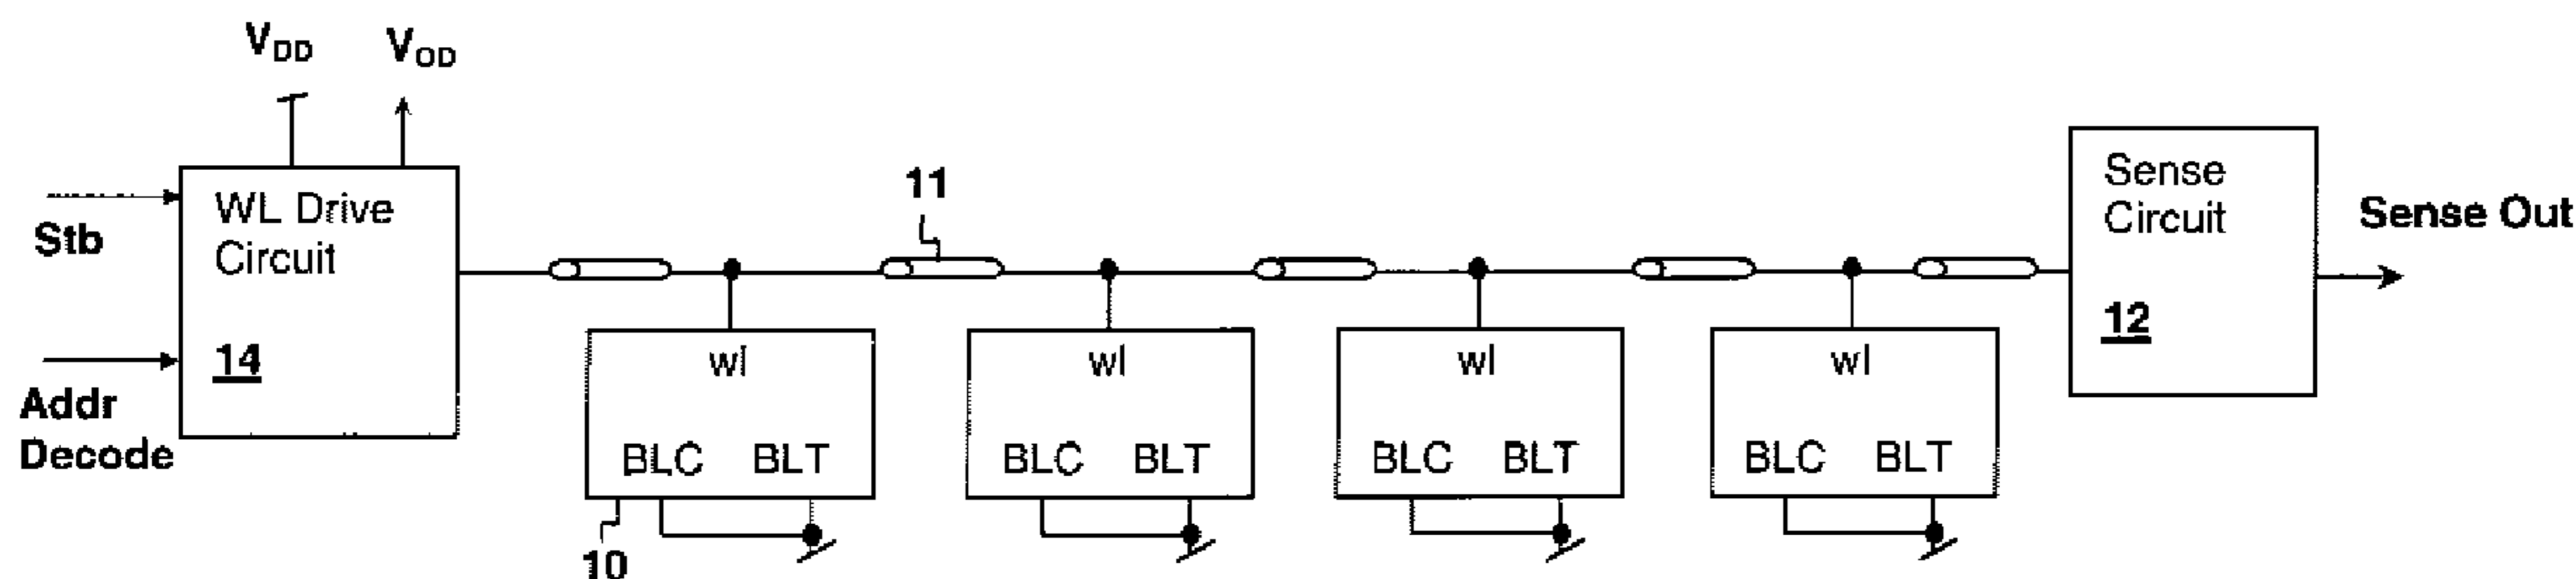 VDD
VOD
Stb
Addr
Decode
WL Drive
Circuit
14
11
wl
BLC BLT
10
wl
BLC BLT
wl
BLC BLT
wl
BLC BLT
Sense
Circuit
12
Sense Out